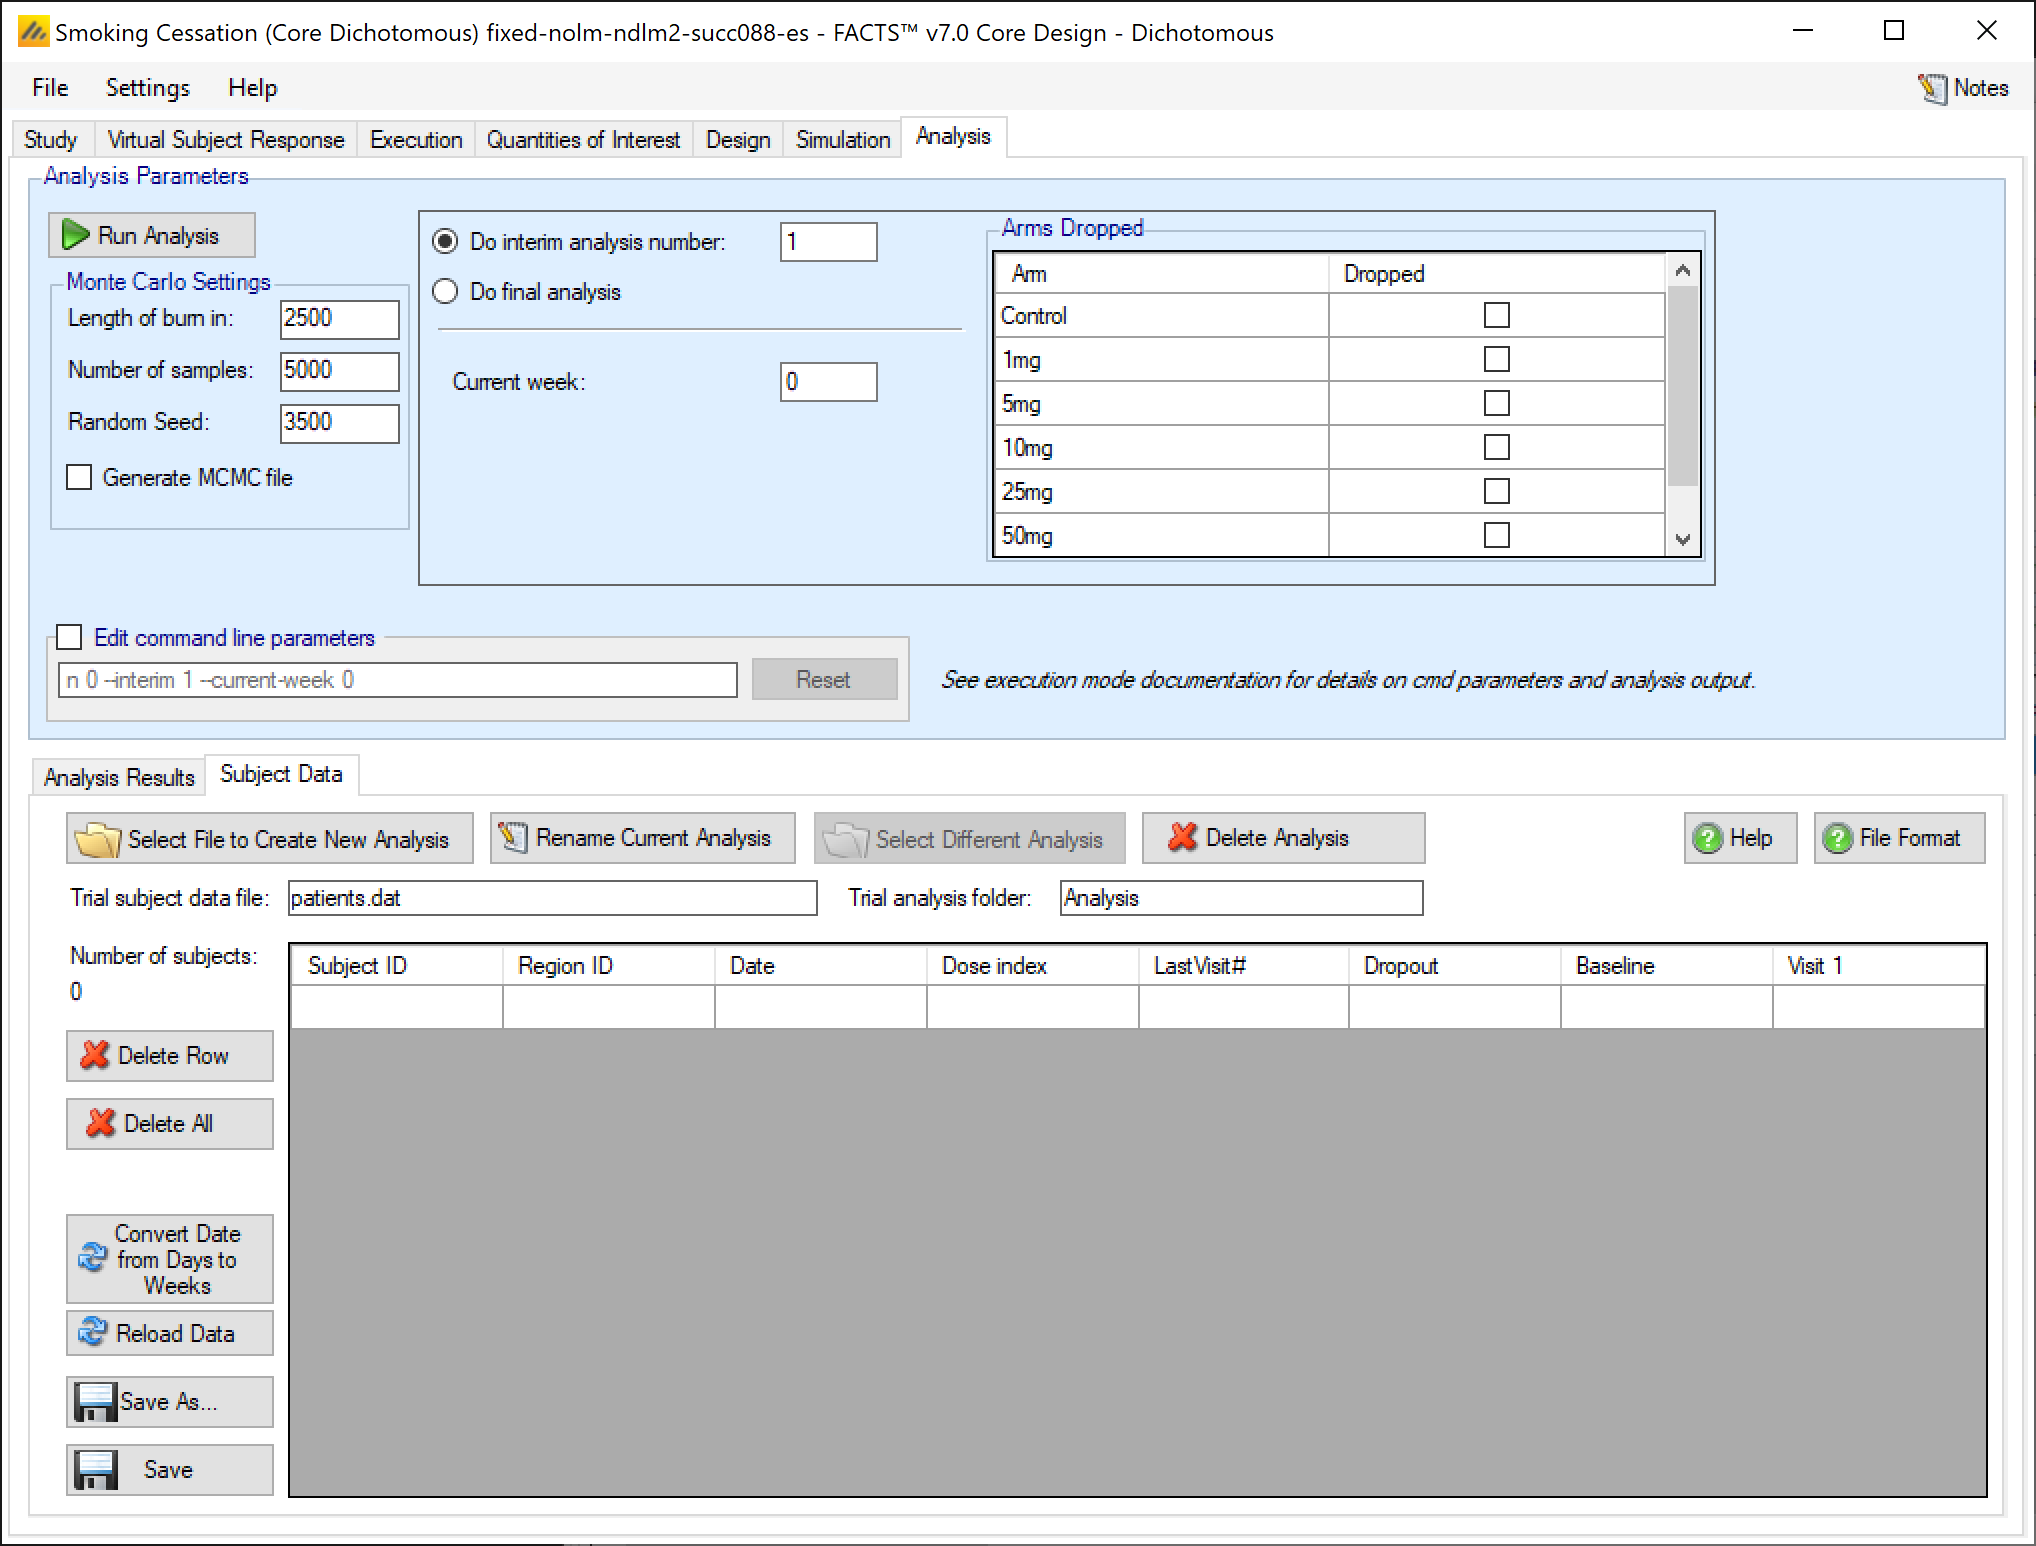 Smoking Cessation (Core Dichotomous) fixed-nolm-ndlm2-succ088-es - FACTS™ v7.0 Core Design - Dichotomous
File Settings Help Notes
Study Virtual Subject Response Execution Quantities of Interest Design Simulation Analysis
Analysis Parameters
Run Analysis
Monte Carlo Settings
Length of burn in: 2500
Number of samples: 5000
Random Seed: 3500
Generate MCMC file
Do interim analysis number: 1
Do final analysis
Current week: 0
Arms Dropped
Arm Dropped
Control
1mg
5mg
10mg
25mg
50mg
Edit command line parameters
n 0 --interim 1 --current-week 0 Reset
See execution mode documentation for details on cmd parameters and analysis output.
Analysis Results Subject Data
Select File to Create New Analysis Rename Current Analysis Select Different Analysis Delete Analysis Help File Format
Trial subject data file: patients.dat Trial analysis folder: Analysis
Number of subjects:
0
Subject ID Region ID Date Dose index LastVisit# Dropout Baseline Visit 1
Delete Row
Delete All
Convert Date
from Days to
Weeks
Reload Data
Save As...
Save